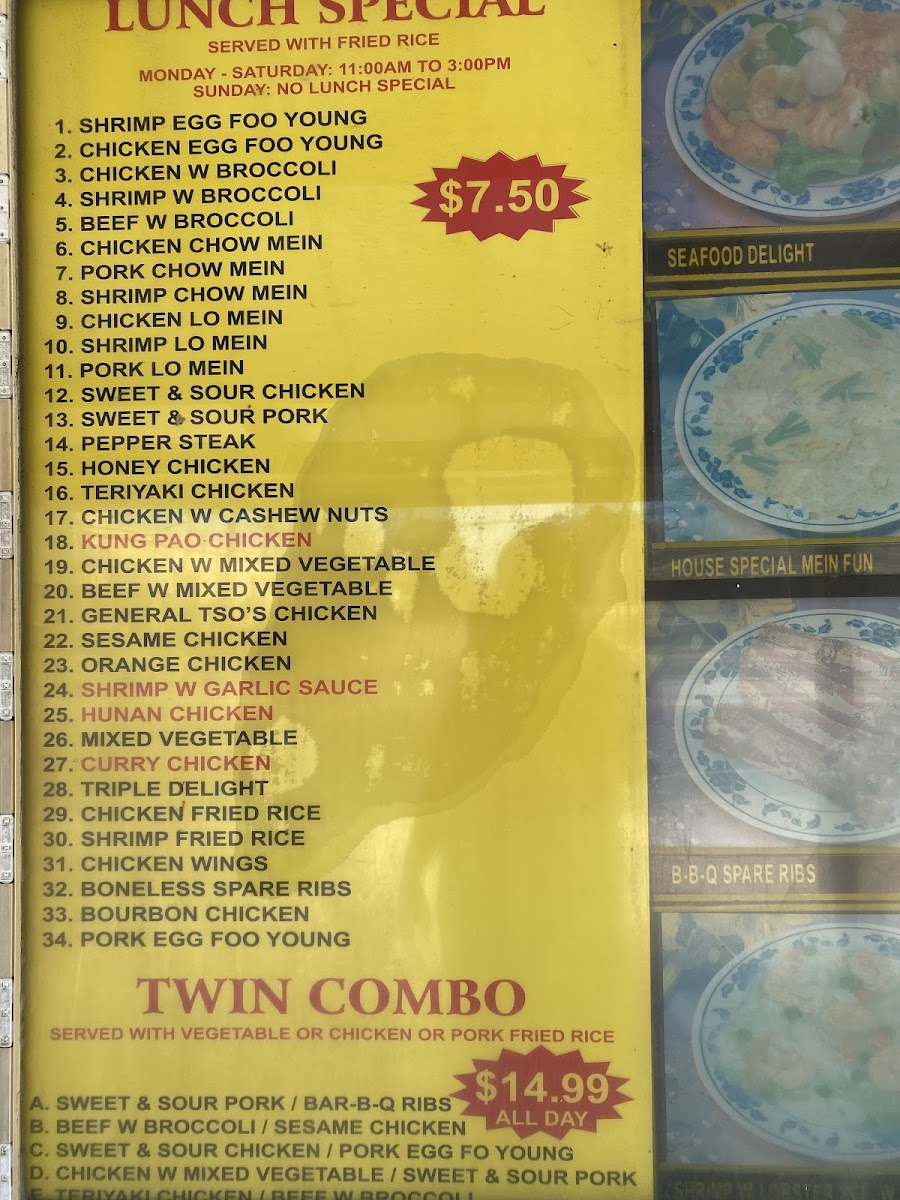 LUNCH SPECIAL
SERVED WITH FRIED RICE
MONDAY - SATURDAY: 11:00AM TO 3:00PM
SUNDAY: NO LUNCH SPECIAL
1. SHRIMP EGG FOO YOUNG
2. CHICKEN EGG FOO YOUNG
3. CHICKEN W BROCCOLI
4. SHRIMP W BROCCOLI
5. BEEF W BROCCOLI
6. CHICKEN CHOW MEIN
7. PORK CHOW MEIN
8. SHRIMP CHOW MEIN
9. CHICKEN LO MEIN
10. SHRIMP LO MEIN
11. PORK LO MEIN
12. SWEET & SOUR CHICKEN
13. SWEET & SOUR PORK
14. PEPPER STEAK
15. HONEY CHICKEN
16. TERIYAKI CHICKEN
17. CHICKEN W CASHEW NUTS
18. KUNG PAO CHICKEN
19. CHICKEN W MIXED VEGETABLE
20. BEEF W MIXED VEGETABLE
21. GENERAL TSO'S CHICKEN
22. SESAME CHICKEN
23. ORANGE CHICKEN
24. SHRIMP W GARLIC SAUCE
25. HUNAN CHICKEN
26. MIXED VEGETABLE
27. CURRY CHICKEN
28. TRIPLE DELIGHT
29. CHICKEN FRIED RICE
30. SHRIMP FRIED RICE
31. CHICKEN WINGS
32. BONELESS SPARE RIBS
33. BOURBON CHICKEN
34. PORK EGG FOO YOUNG
$7.50
TWIN COMBO
SERVED WITH VEGETABLE OR CHICKEN OR PORK FRIED RICE
$14.99
ALL DAY
A. SWEET & SOUR PORK / BAR-B-Q RIBS
B. BEEF W BROCCOLI / SESAME CHICKEN
C. SWEET & SOUR CHICKEN / PORK EGG FO YOUNG
D. CHICKEN W MIXED VEGETABLE / SWEET & SOUR PORK
E. TERIYAKI CHICKEN / BEEF W BROCCOLI
SEAFOOD DELIGHT
HOUSE SPECIAL MEIN FUN
B-B-Q SPARE RIBS
SHRIMP W LOBSTER